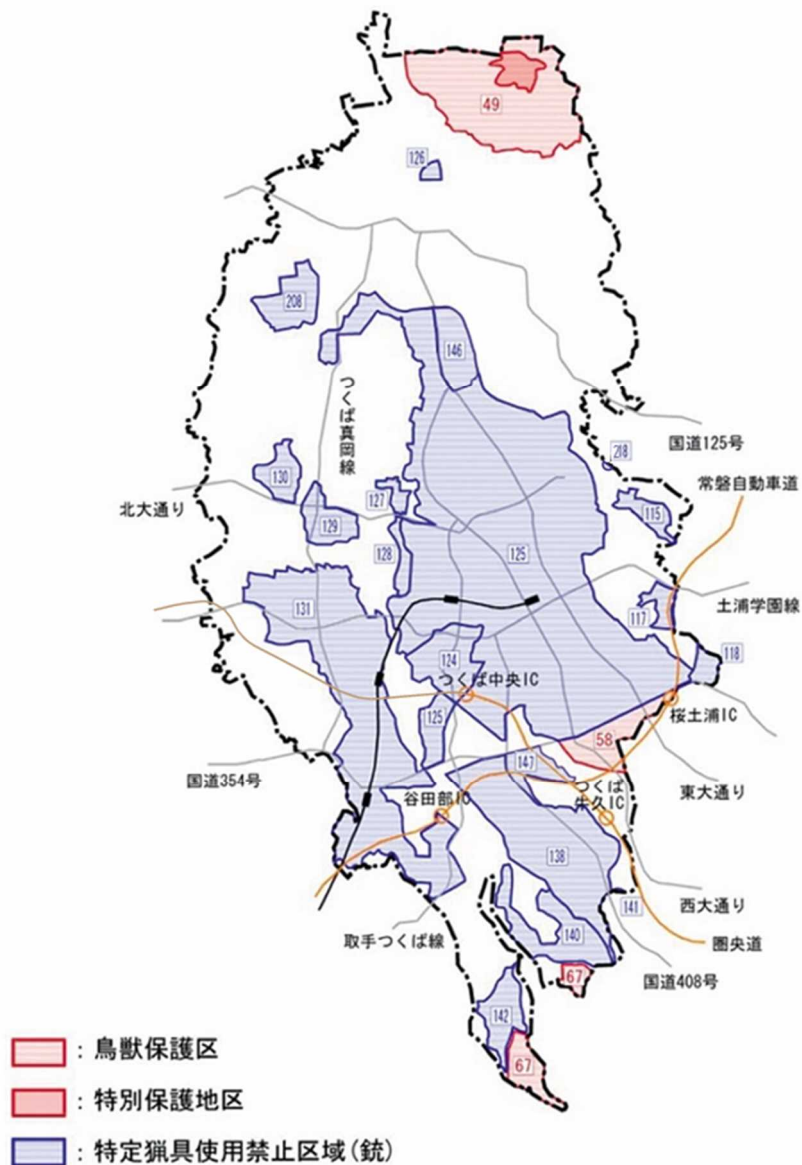 49
126
208
146
つくば真岡線
国道125号
218
常磐自動車道
130
127
115
北大通り
129
128
125
131
土浦学園線
117
118
124
つくば中央IC
125
桜土浦IC
58
147
国道354号
谷田部IC
つくば
牛久IC
東大通り
138
141
西大通り
140
取手つくば線
圏央道
67
国道408号
142
67
：鳥獣保護区
：特別保護地区
：特定猟具使用禁止区域(銃)